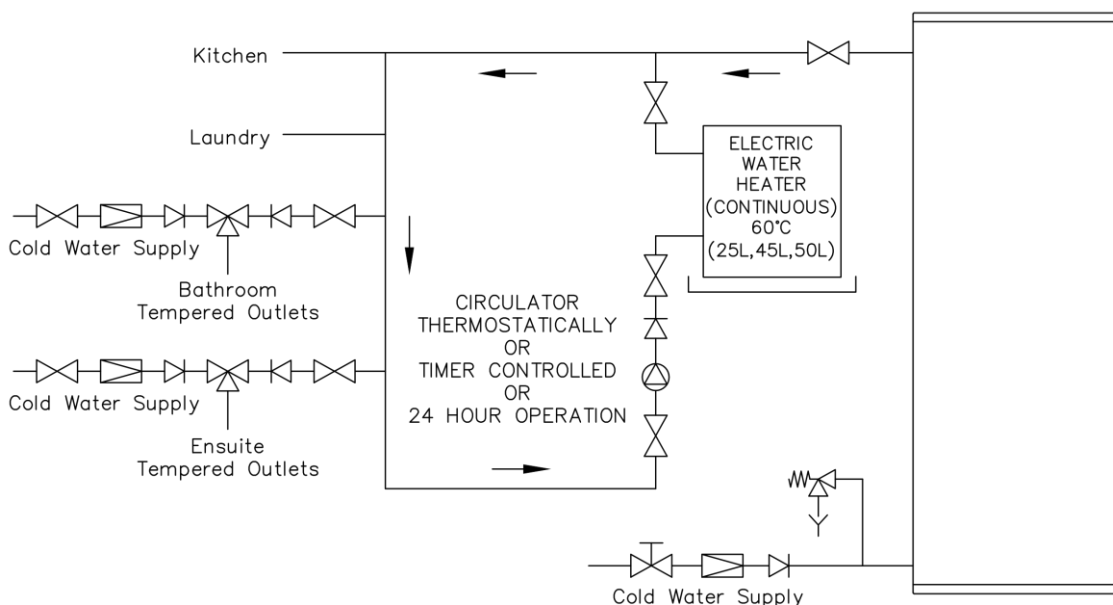 Kitchen
Laundry
Cold Water Supply
Bathroom
Tempered Outlets
Cold Water Supply
Ensuite
Tempered Outlets
CIRCULATOR
THERMOSTATICALLY
OR
TIMER CONTROLLED
OR
24 HOUR OPERATION
ELECTRIC
WATER
HEATER
(CONTINUOUS)
60°C
(25L,45L,50L)
Cold Water Supply